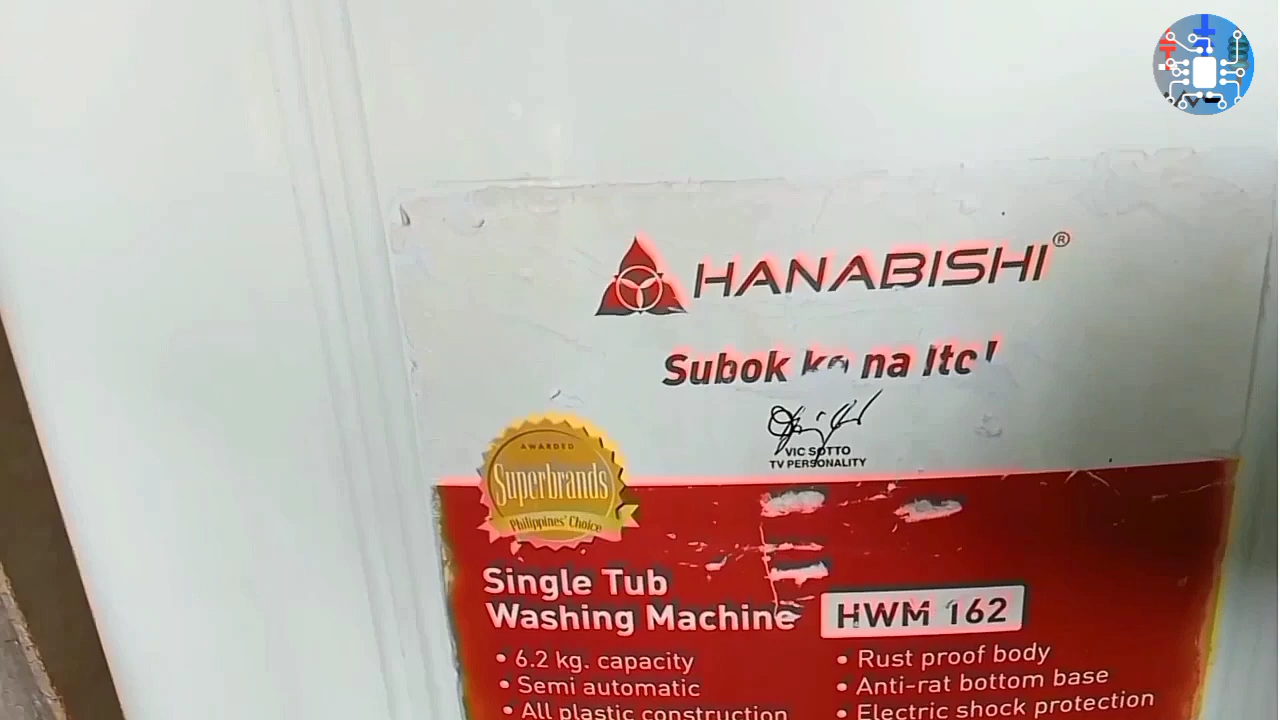 HANABISHI®
Subok ko na Ito!
VIC SOTTO
TV PERSONALITY
AWARDED
Superbrands
Philippines' Choice
Single Tub
Washing Machine
HWM 162
• 6.2 kg. capacity
• Semi automatic
• All plastic construction
• Rust proof body
• Anti-rat bottom base
• Electric shock protection